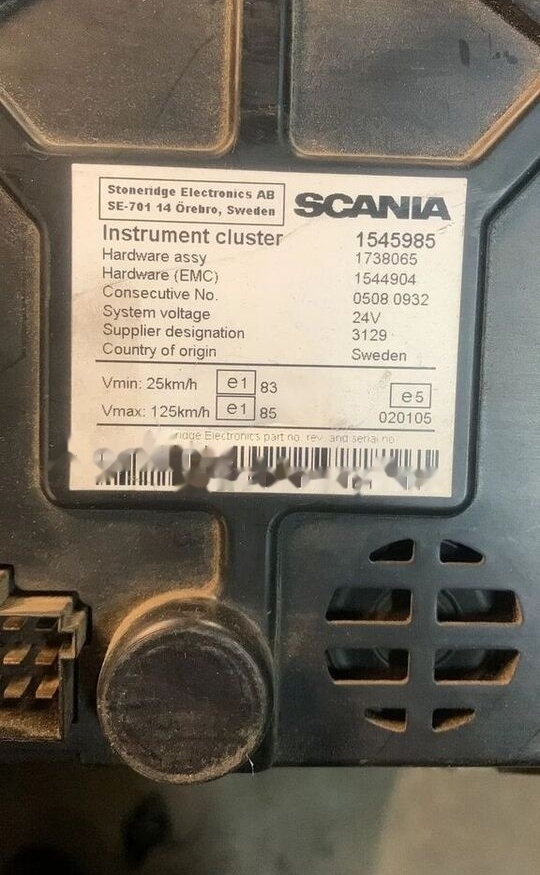 Stoneridge Electronics AB
SE-701 14 Örebro, Sweden
SCANIA
Instrument cluster 1545985
Hardware assy 1738065
Hardware (EMC) 1544904
Consecutive No. 0508 0932
System voltage 24V
Supplier designation 3129
Country of origin Sweden
Vmin: 25km/h e1 83
e5
Vmax: 125km/h e1 85
020105
Electronics part no. rev. and serial no